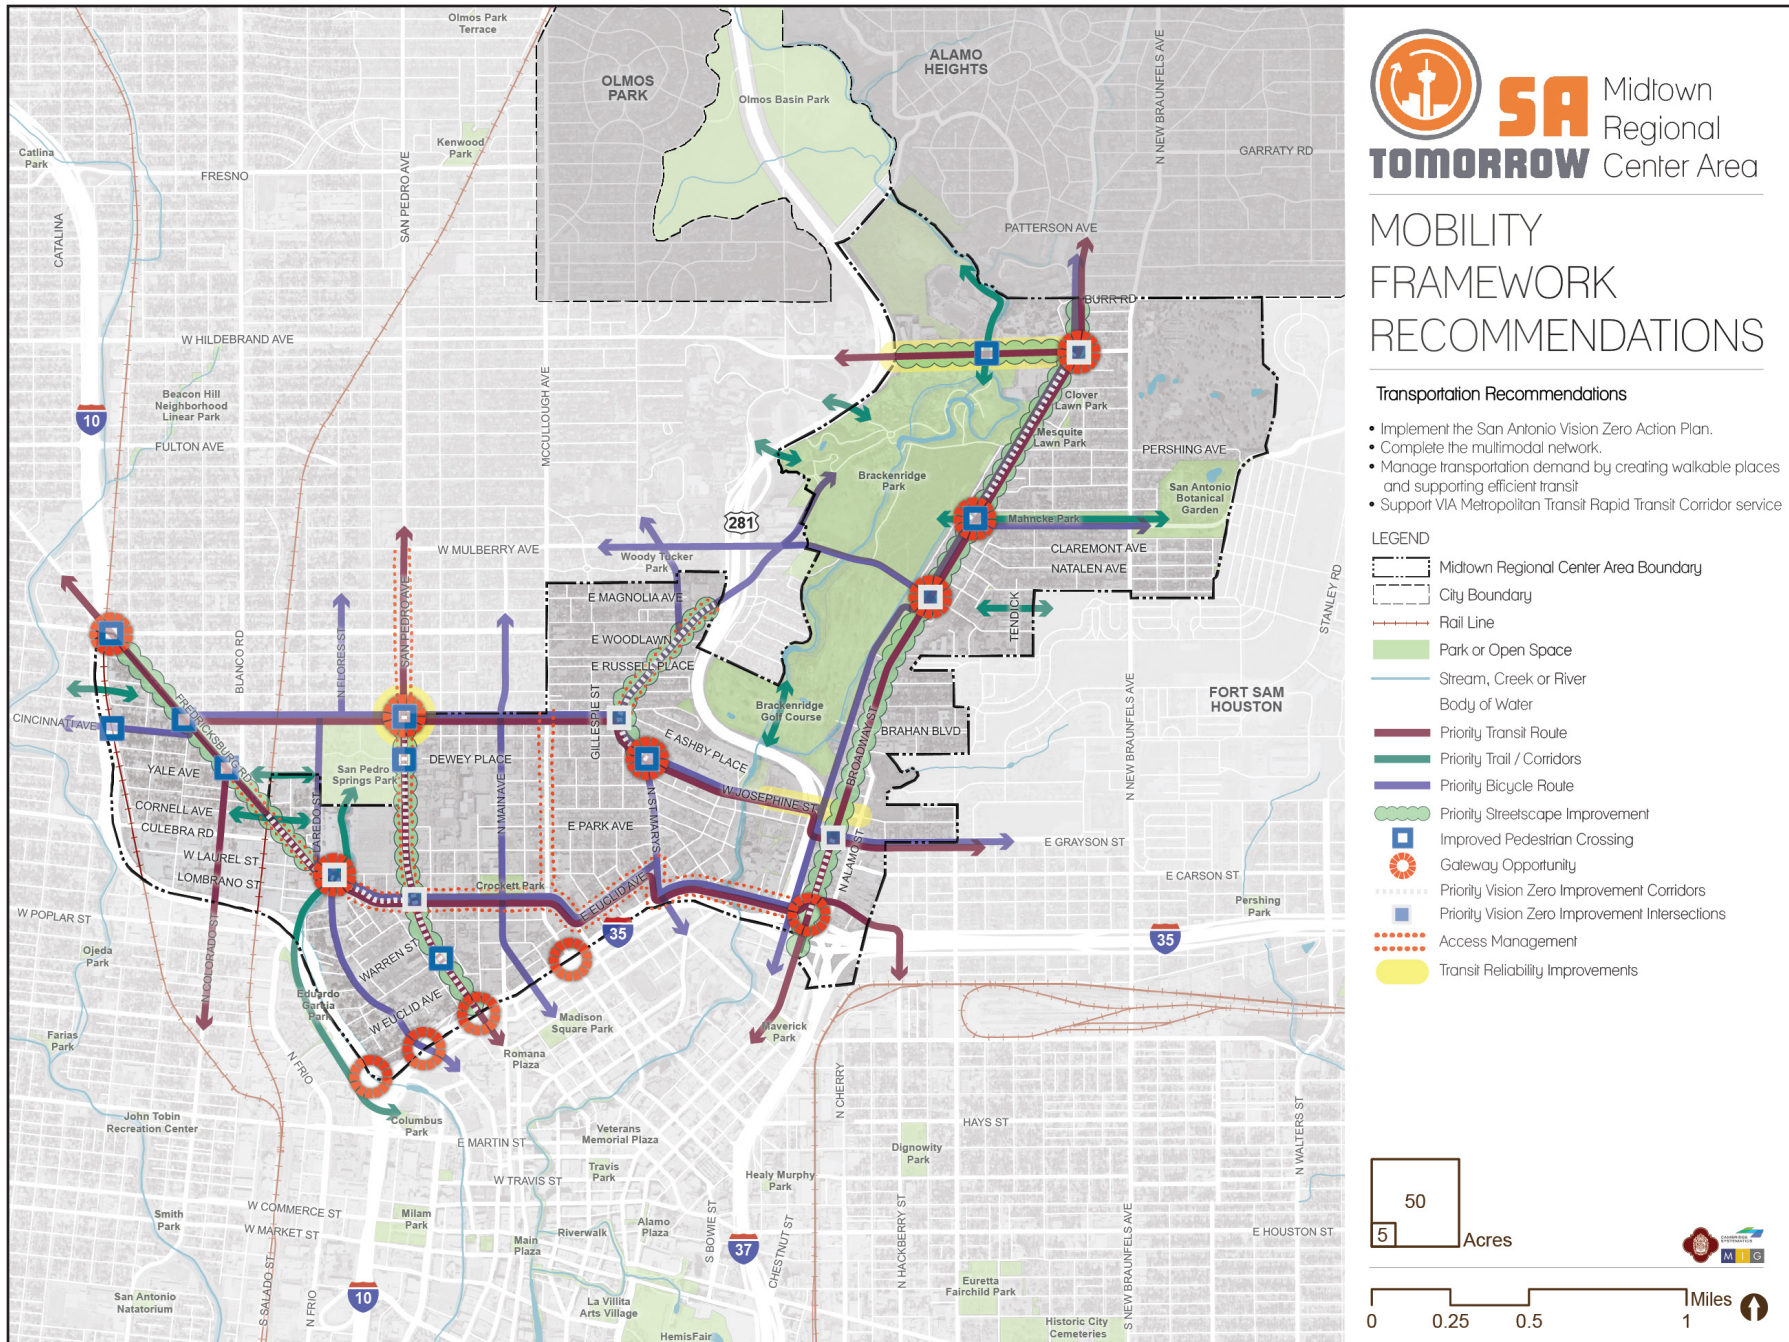 Olmos Park
Terrace
OLMOS
PARK
ALAMO
HEIGHTS
Olmos Basin Park
N NEW BRAUNFELS AVE
GARRATY RD
Catlina
Park
Kenwood
Park
FRESNO
SAN PEDRO AVE
CATALINA
PATTERSON AVE
BURR RD
W HILDEBRAND AVE
MCCULLOUGH AVE
Beacon Hill
Neighborhood
Linear Park
10
FULTON AVE
Clover
Lawn Park
Mesquite
Lawn Park
PERSHING AVE
Brackenridge
Park
San Antonio
Botanical
Garden
281
Mahncke Park
W MULBERRY AVE
Woody Tucker
Park
CLAREMONT AVE
NATALEN AVE
STANLEY RD
SAN PEDRO AVE
E MAGNOLIA AVE
TENDICK
N FLORES ST
BLANCO RD
E WOODLAWN
E RUSSELL PLACE
FREDRICKSBURG RD
GILLESPIE ST
FORT SAM
HOUSTON
CINCINNATI AVE
Brackenridge
Golf Course
BROADWAY ST
BRAHAN BLVD
N NEW BRAUNFELS AVE
E ASHBY PLACE
DEWEY PLACE
YALE AVE
San Pedro
Springs Park
N MAIN AVE
N ST MARYS
W JOSEPHINE ST
CORNELL AVE
CULEBRA RD
LAREDO ST
E PARK AVE
E GRAYSON ST
W LAUREL ST
LOMBRANO ST
N ALAMO ST
Crockett Park
E EUCLID AVE
E CARSON ST
W POPLAR ST
Pershing
Park
35
35
Ojeda
Park
N COLORADO ST
WARREN ST
Eduardo
Garcia
Park
W EUCLID AVE
Madison
Square Park
Maverick
Park
Farias
Park
Romana
Plaza
N FRIO
N CHERRY
John Tobin
Recreation Center
Columbus
Park
E MARTIN ST
Veterans
Memorial Plaza
HAYS ST
N WALTERS ST
Dignowity
Park
Travis
Park
W TRAVIS ST
Healy Murphy
Park
W COMMERCE ST
W MARKET ST
Smith
Park
Milam
Park
Riverwalk
Alamo
Plaza
Main
Plaza
S BOWIE ST
37
CHESTNUT ST
N HACKBERRY ST
S NEW BRAUNFELS AVE
E HOUSTON ST
S SALADO ST
N FRIO
10
San Antonio
Natatorium
La Villita
Arts Village
HemisFair
Euretta
Fairchild Park
Historic City
Cemeteries
SA
TOMORROW
Midtown
Regional
Center Area
MOBILITY
FRAMEWORK
RECOMMENDATIONS
Transportation Recommendations
• Implement the San Antonio Vision Zero Action Plan.
• Complete the multimodal network.
• Manage transportation demand by creating walkable places
and supporting efficient transit
• Support VIA Metropolitan Transit Rapid Transit Corridor service
LEGEND
Midtown Regional Center Area Boundary
City Boundary
Rail Line
Park or Open Space
Stream, Creek or River
Body of Water
Priority Transit Route
Priority Trail / Corridors
Priority Bicycle Route
Priority Streetscape Improvement
Improved Pedestrian Crossing
Gateway Opportunity
Priority Vision Zero Improvement Corridors
Priority Vision Zero Improvement Intersections
Access Management
Transit Reliability Improvements
50
5
Acres
CAMBRIDGE
SYSTEMATICS
M I G
Miles
0 0.25 0.5 1